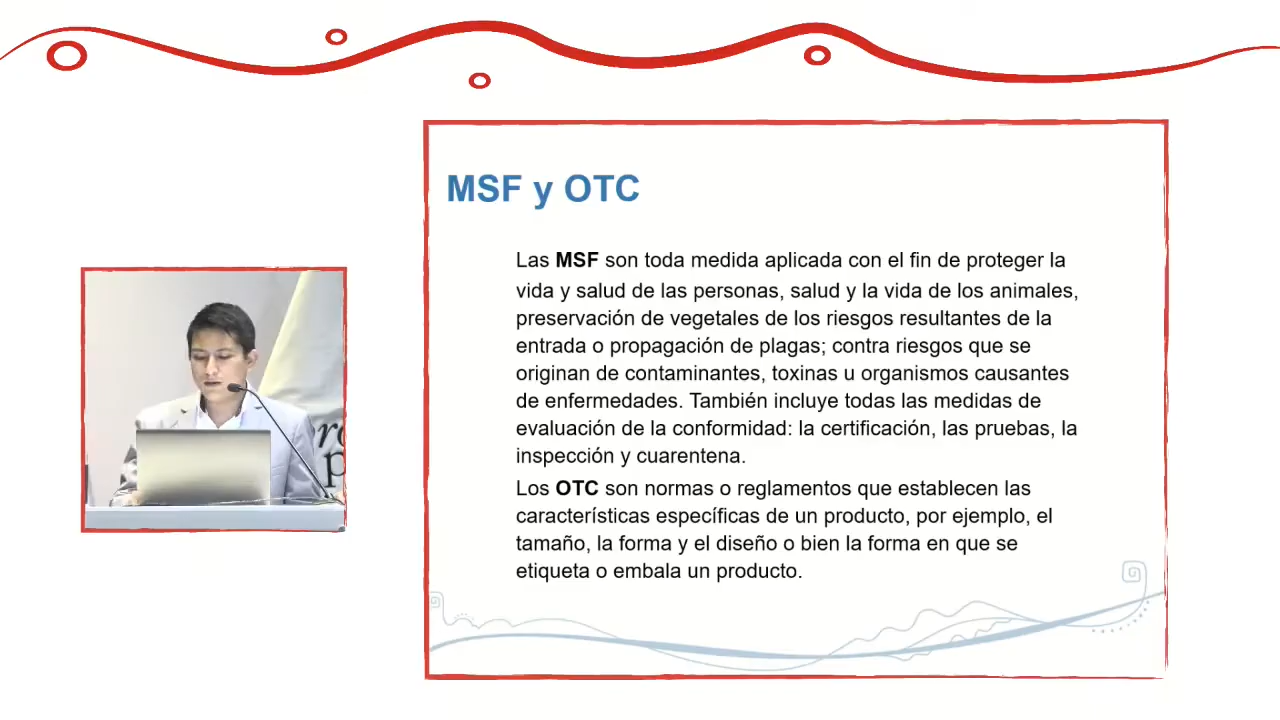 MSF y OTC
Las MSF son toda medida aplicada con el fin de proteger la
vida y salud de las personas, salud y la vida de los animales,
preservación de vegetales de los riesgos resultantes de la
entrada o propagación de plagas; contra riesgos que se
originan de contaminantes, toxinas u organismos causantes
de enfermedades. También incluye todas las medidas de
evaluación de la conformidad: la certificación, las pruebas, la
inspección y cuarentena.
Los OTC son normas o reglamentos que establecen las
características específicas de un producto, por ejemplo, el
tamaño, la forma y el diseño o bien la forma en que se
etiqueta o embala un producto.